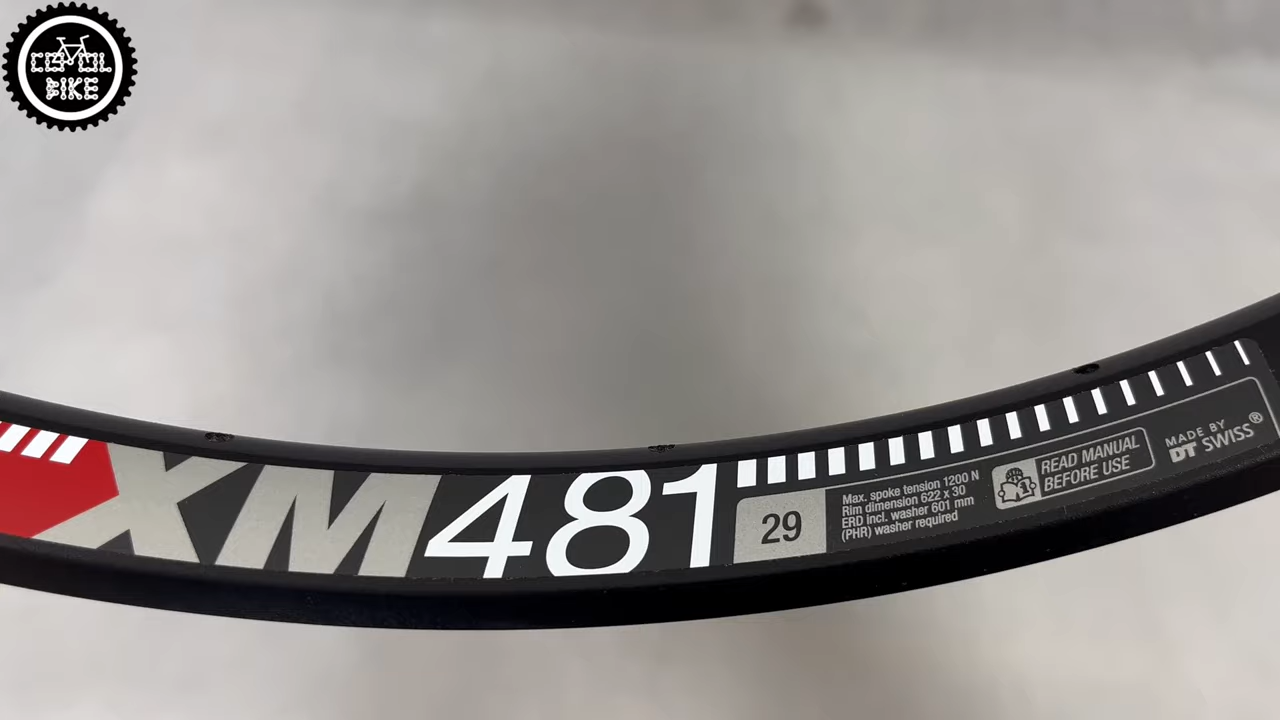 BIKE
XM481
29
Max. spoke tension 1200 N
Rim dimension 622 x 30
ERD incl. washer 601 mm
(PHR) washer required
READ MANUAL
BEFORE USE
MADE BY
DT SWISS®